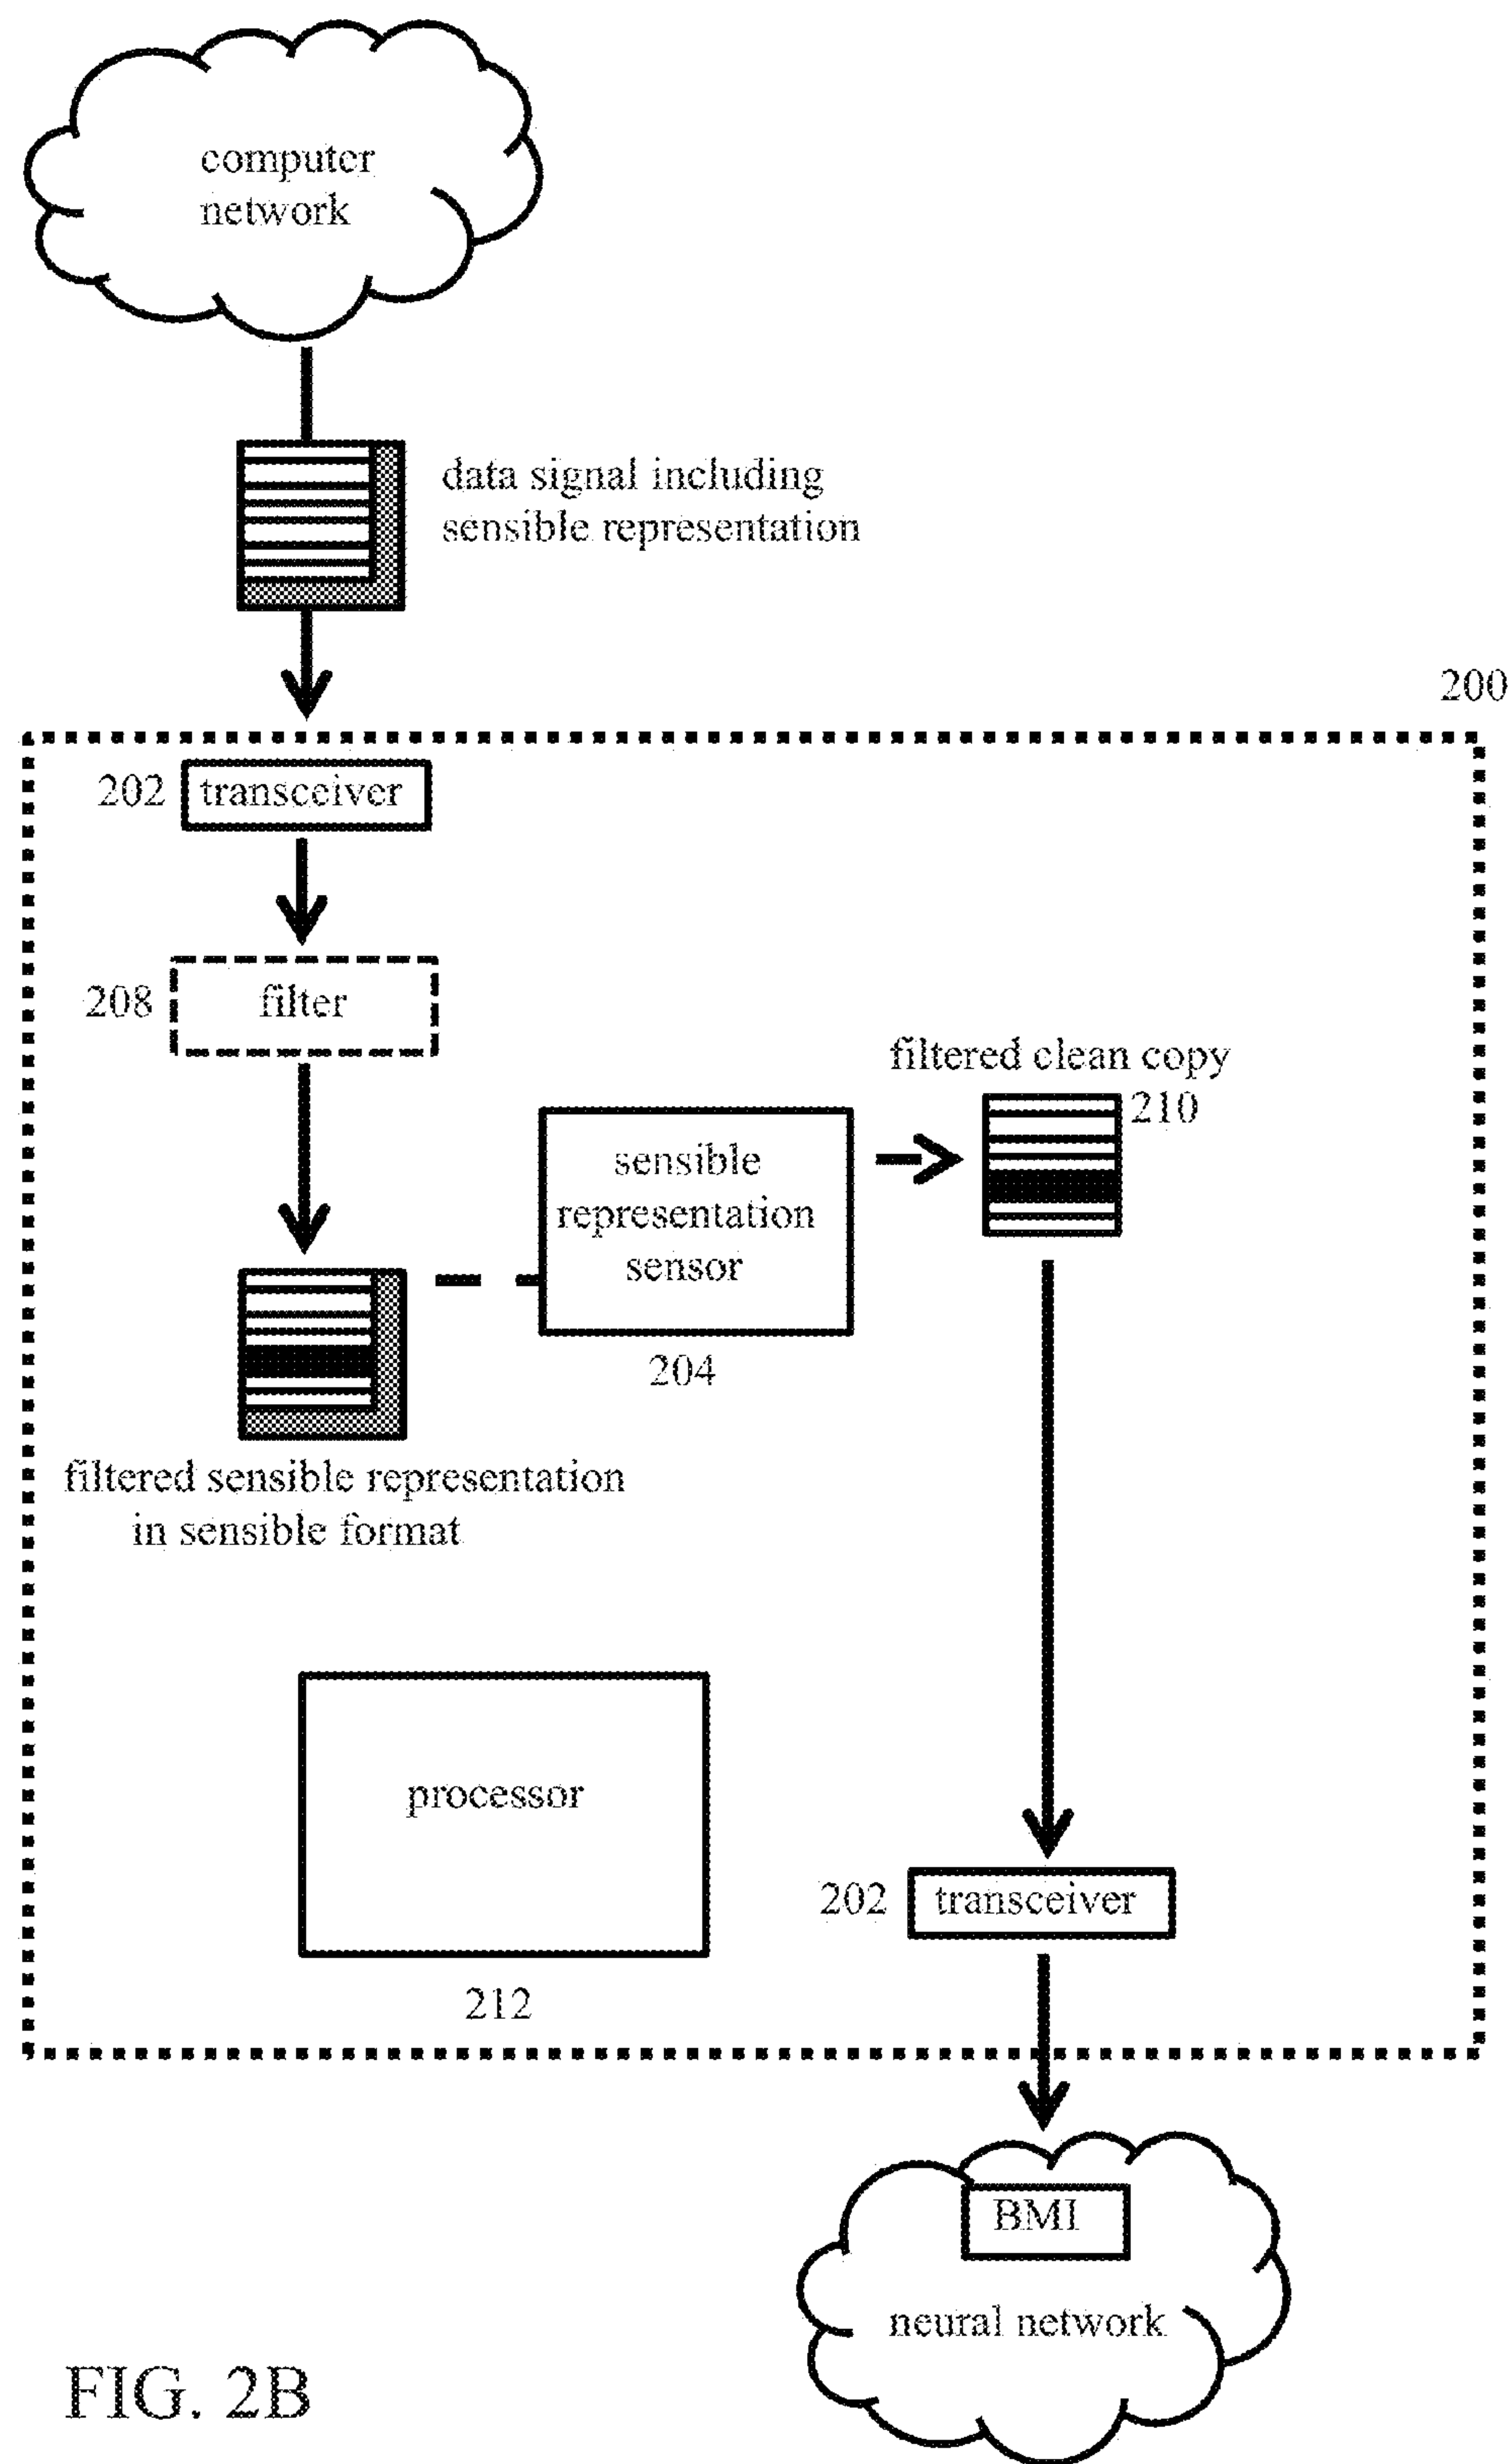 computer
network
data signal including
sensible representation
200
202 transceiver
208 filter
filtered clean copy
210
sensible
representation
sensor
204
filtered sensible representation
in sensible format
processor
212
202 transceiver
BMI
neural network
FIG. 2B